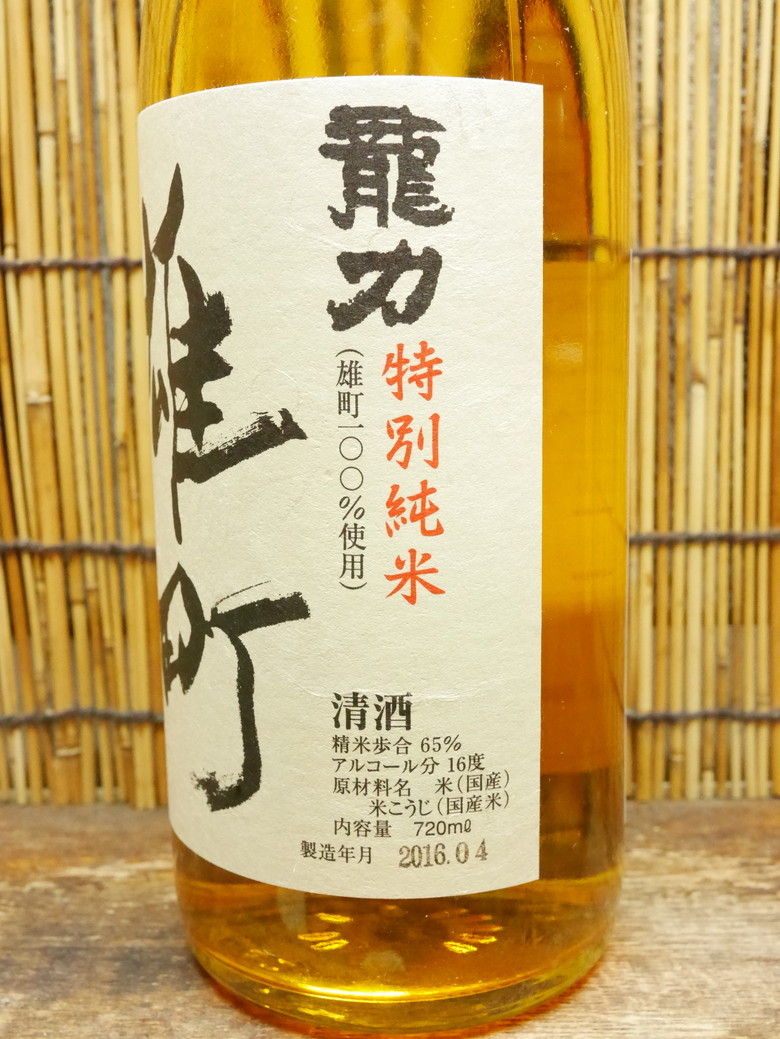 龍力
特別純米
（雄町一〇〇％使用）
雄町
清酒
精米歩合 65%
アルコール分 16度
原材料名　米（国産）
米こうじ（国産米）
内容量　720mℓ
製造年月　2016.04